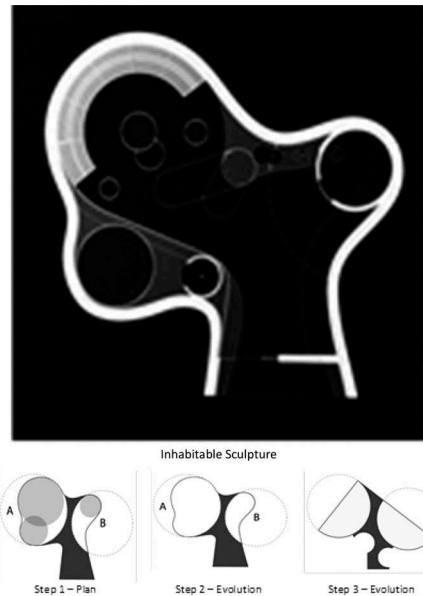 Inhabitable Sculpture
A
B
A
B
Step 1 – Plan
Step 2 – Evolution
Step 3 – Evolution